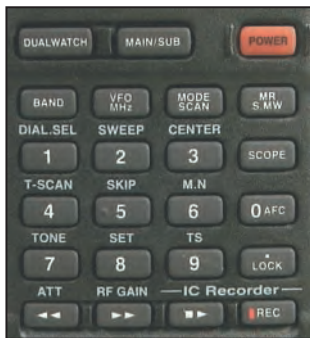 DUALWATCH MAIN/SUB POWER
BAND VFO MHz MODE SCAN MR S.MW
DIAL.SEL SWEEP CENTER
1 2 3 SCOPE
T-SCAN SKIP M.N
4 5 6 0 AFC
TONE SET TS
7 8 9 LOCK
ATT RF GAIN IC Recorder
◄◄ ►► ■► REC